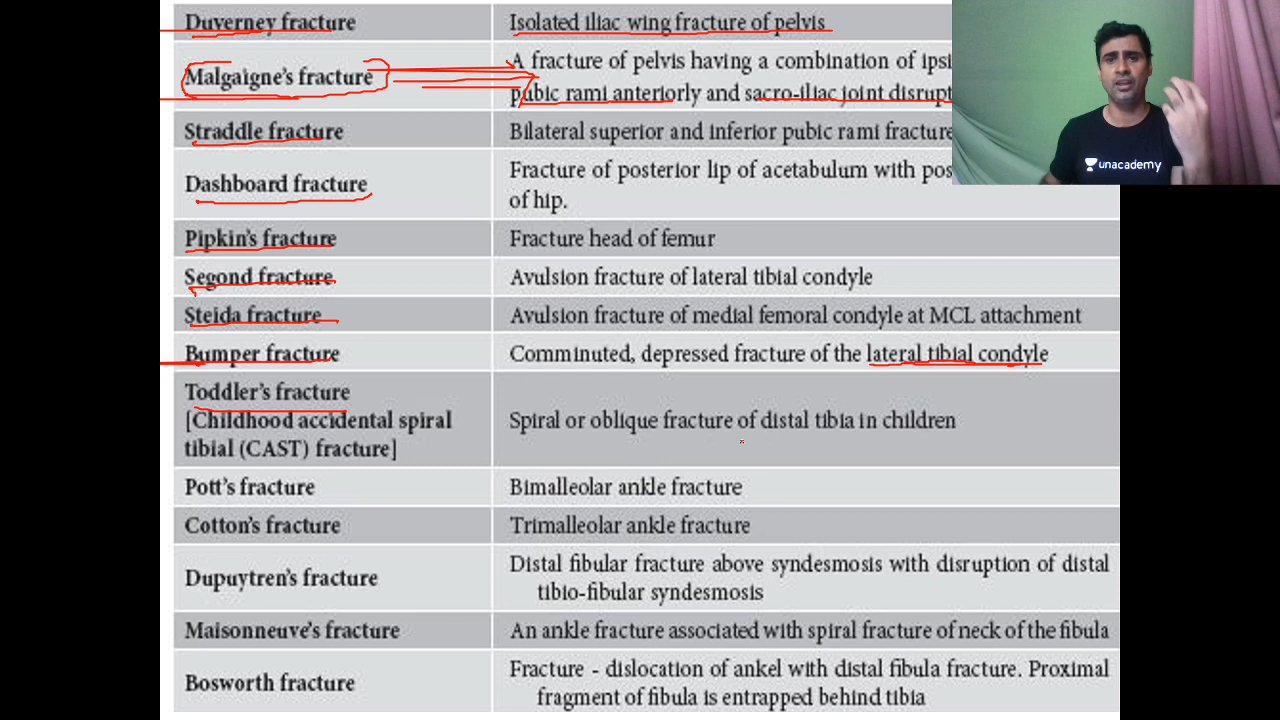 Duverney fracture Isolated iliac wing fracture of pelvis
Malgaigne's fracture A fracture of pelvis having a combination of
pubic rami anteriorly and sacro-iliac joint
Straddle fracture Bilateral superior and inferior pubic rami
Dashboard fracture Fracture of posterior lip of acetabulum with
of hip.
Pipkin's fracture Fracture head of femur
Segond fracture Avulsion fracture of lateral tibial condyle
Steida fracture Avulsion fracture of medial femoral condyle at MCL attachment
Bumper fracture Comminuted, depressed fracture of the lateral tibial condyle
Toddler's fracture
[Childhood accidental spiral
tibial (CAST) fracture] Spiral or oblique fracture of distal tibia in children
Pott's fracture Bimalleolar ankle fracture
Cotton's fracture Trimalleolar ankle fracture
Dupuytren's fracture Distal fibular fracture above syndesmosis with disruption of distal
tibio-fibular syndesmosis
Maisonneuve's fracture An ankle fracture associated with spiral fracture of neck of the fibula
Bosworth fracture Fracture - dislocation of ankel with distal fibula fracture. Proximal
fragment of fibula is entrapped behind tibia
unacademy